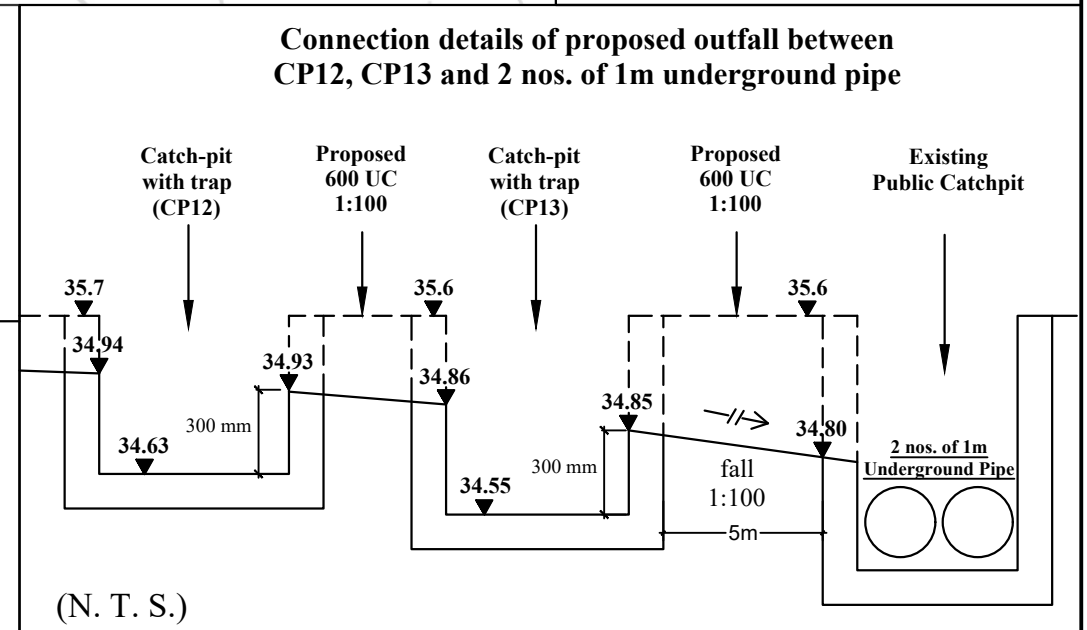 Connection details of proposed outfall between
CP12, CP13 and 2 nos. of 1m underground pipe
Catch-pit
with trap
(CP12)
Proposed
600 UC
1:100
Catch-pit
with trap
(CP13)
Proposed
600 UC
1:100
Existing
Public Catchpit
35.7
35.6
35.6
34.94
34.93
34.86
34.85
34.80
300 mm
34.63
300 mm
34.55
fall
1:100
5m
2 nos. of 1m
Underground Pipe
(N. T. S.)